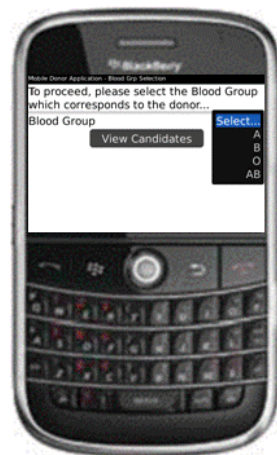 BlackBerry
Mobile Donor Application - Blood Grp Selection
To proceed, please select the Blood Group
which corresponds to the donor...
Blood Group
Select...
A
B
O
AB
View Candidates